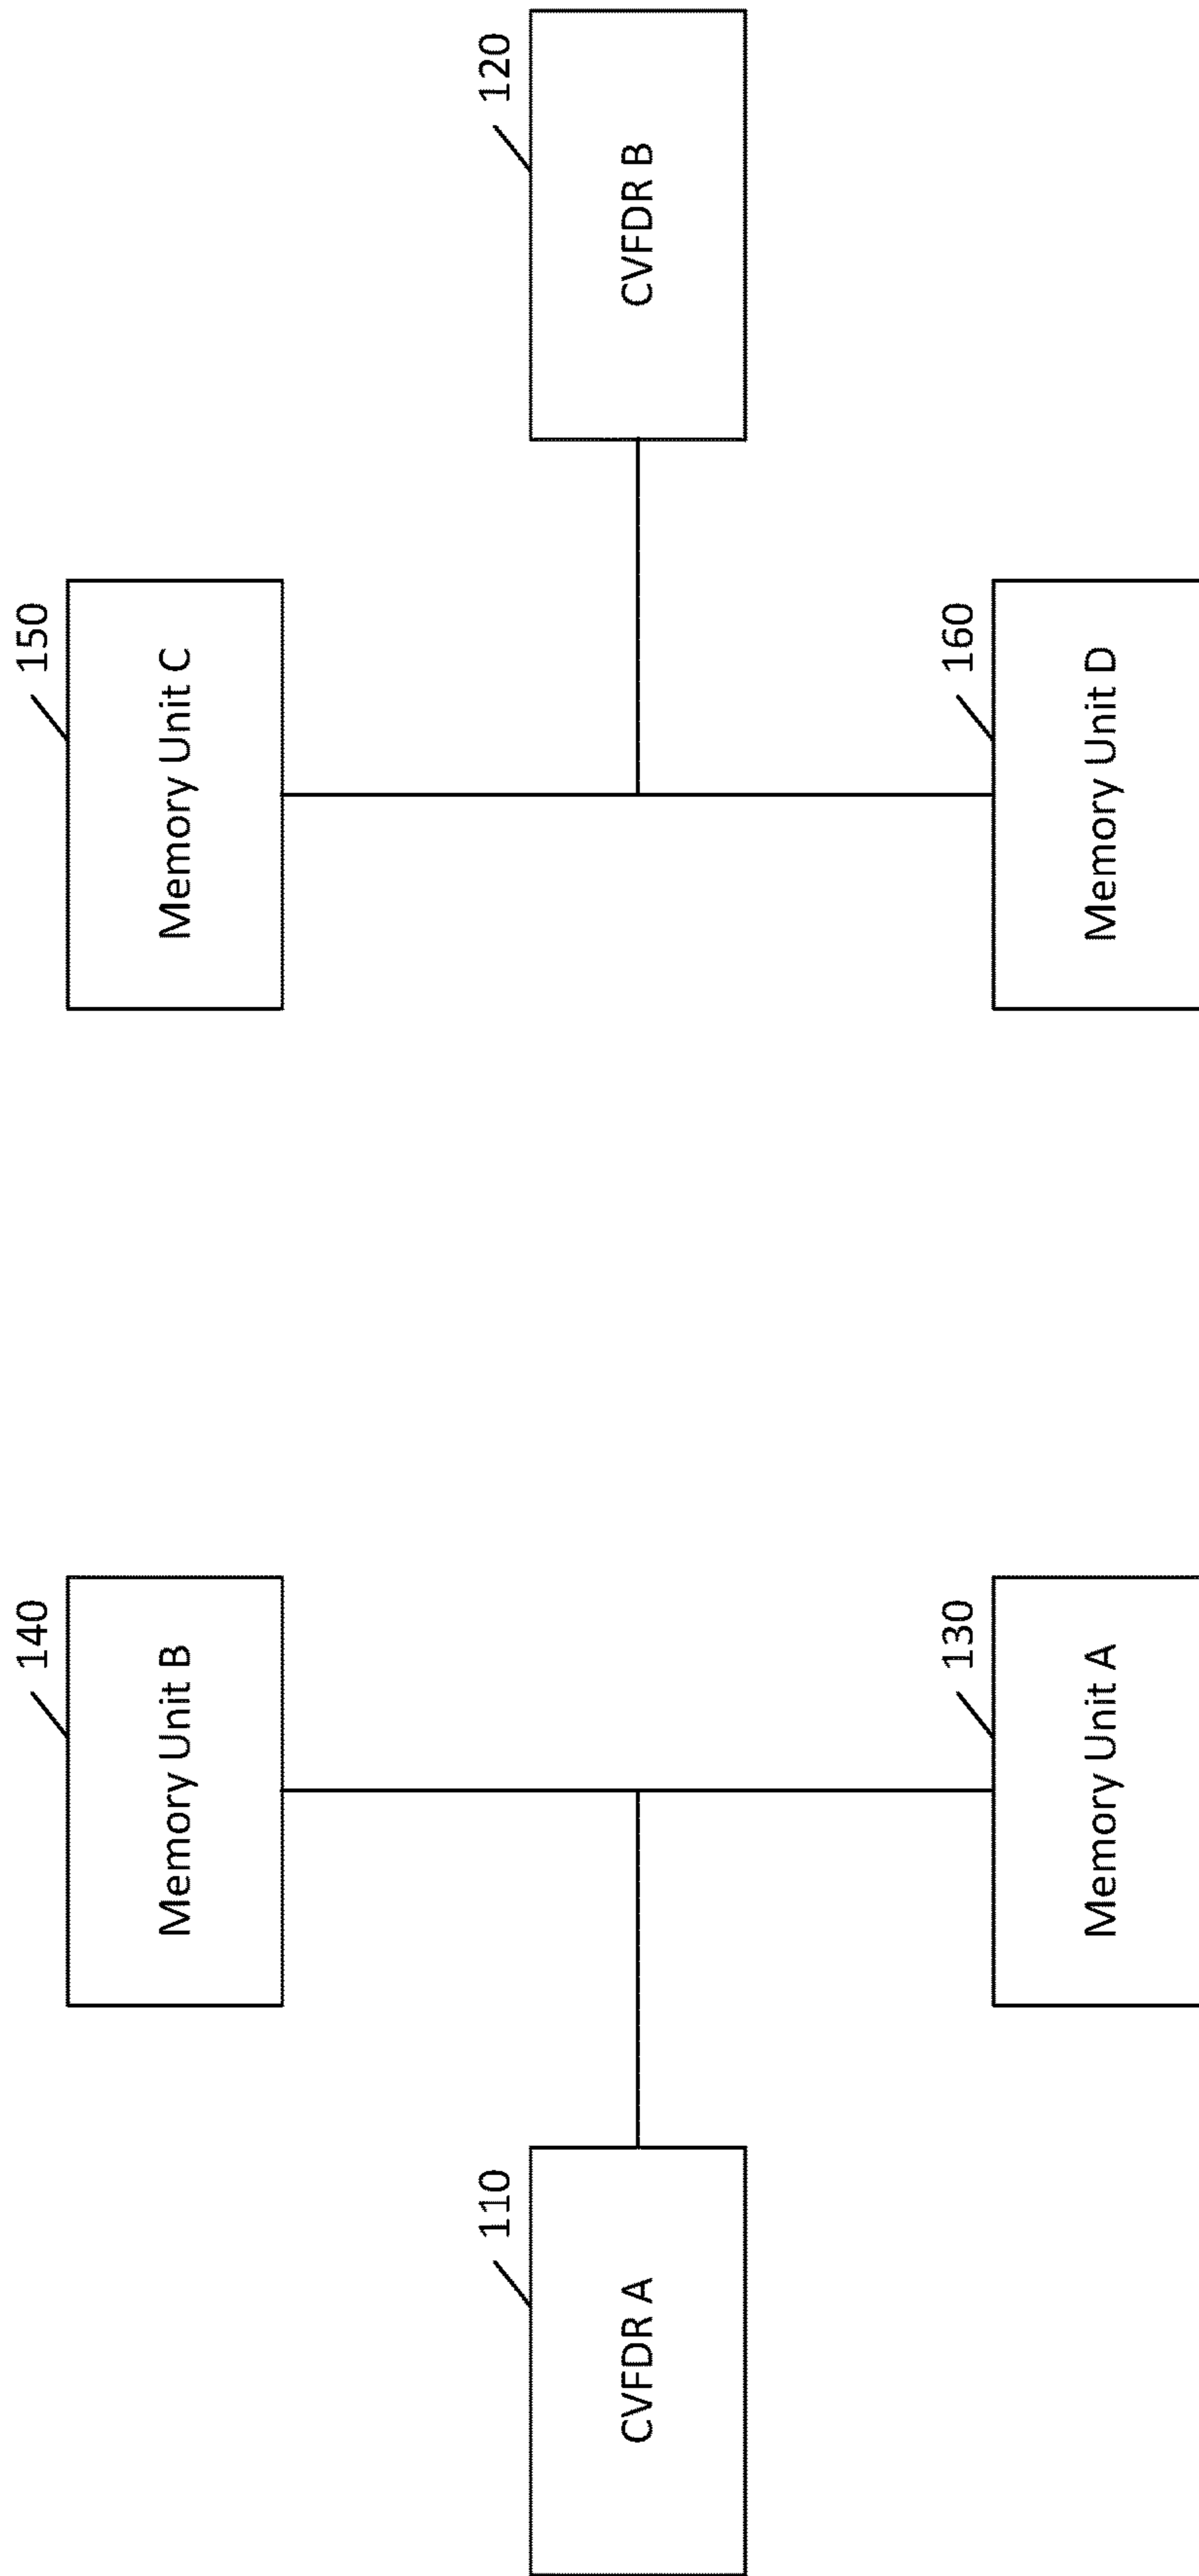 140
Memory Unit B
150
Memory Unit C
110
CVFDR A
120
CVFDR B
130
Memory Unit A
160
Memory Unit D